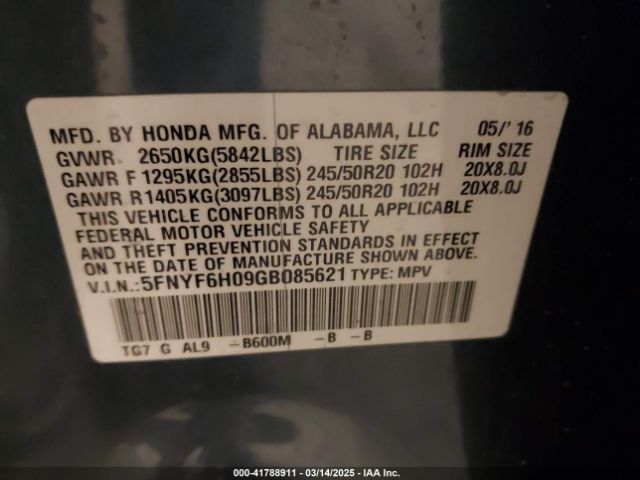 MFD. BY HONDA MFG. OF ALABAMA, LLC 05/'16
GVWR 2650KG(5842LBS) TIRE SIZE RIM SIZE
GAWR F 1295KG(2855LBS) 245/50R20 102H 20X8.0J
GAWR R 1405KG(3097LBS) 245/50R20 102H 20X8.0J
THIS VEHICLE CONFORMS TO ALL APPLICABLE
FEDERAL MOTOR VEHICLE SAFETY
AND THEFT PREVENTION STANDARDS IN EFFECT
ON THE DATE OF MANUFACTURE SHOWN ABOVE.
V.I.N.:5FNYF6H09GB085621 TYPE: MPV
TG7 G AL9 -B600M -B -B
000-41788911 - 03/14/2025 - IAA Inc.